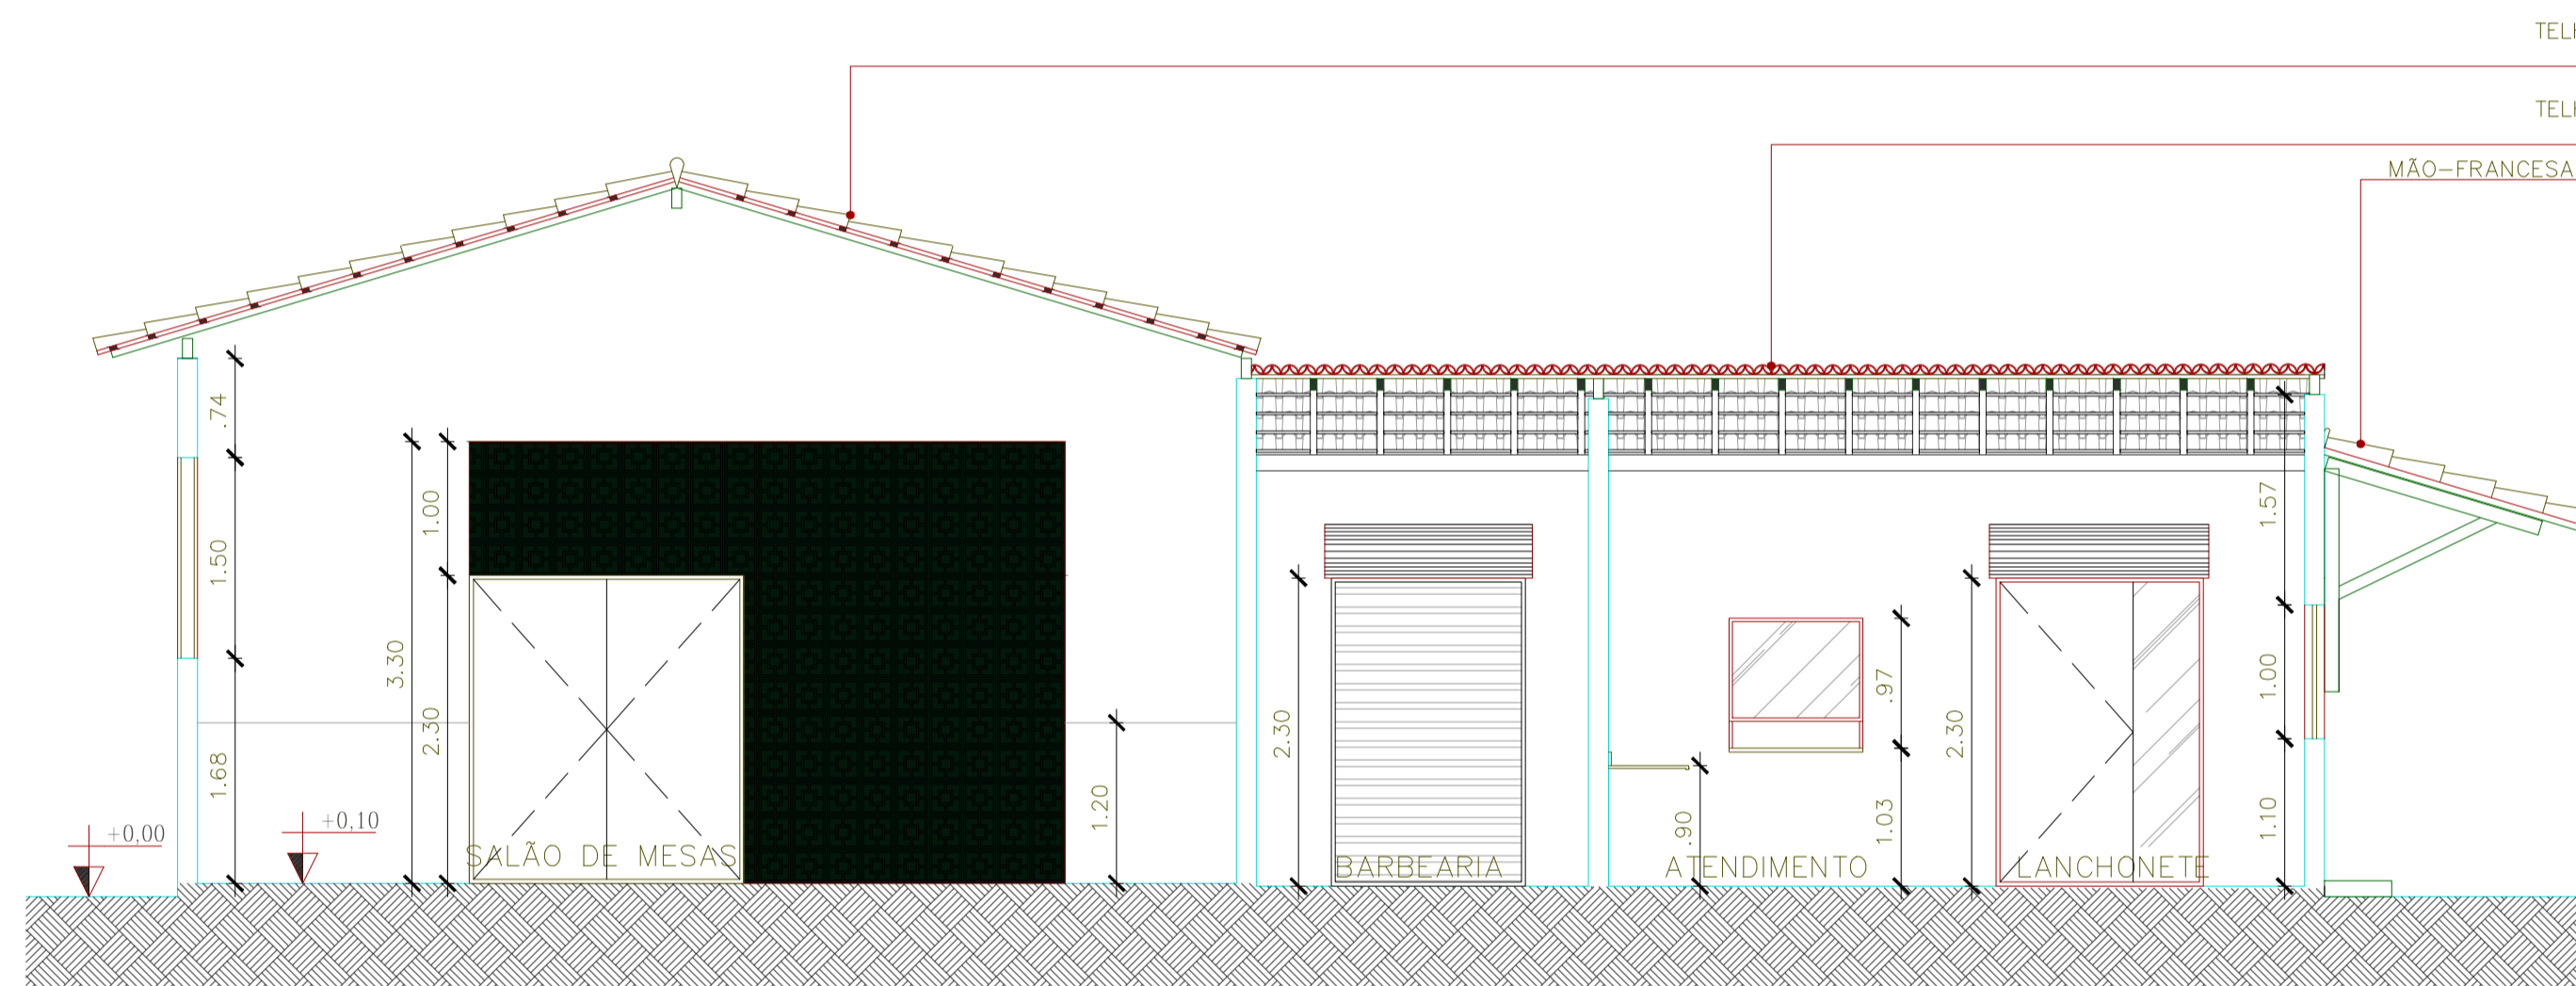 TELH
TELH
MÃO-FRANCESA
.74
1.00
1.57
1.50
3.30
2.30
1.68
1.20
2.30
.97
.90
1.03
2.30
1.00
1.10
+0,00
+0,10
SALÃO DE MESAS
BARBEARIA
ATENDIMENTO
LANCHONETE